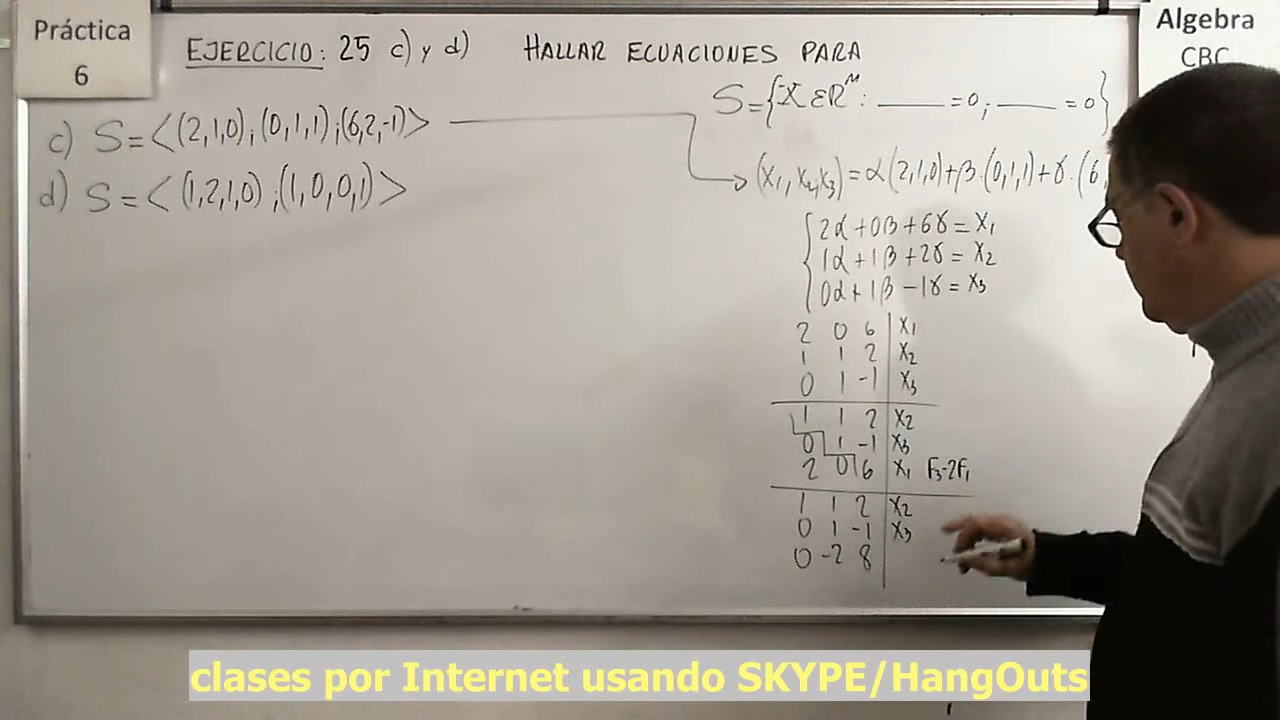 Práctica
6
Algebra
CBC
EJERCICIO: 25 c) y d) HALLAR ECUACIONES PARA
S={X εR^n: ____ =0; ____ =0}
c) S=<(2,1,0);(0,1,1);(6,2,-1)>
d) S=<(1,2,1,0);(1,0,0,1)>
(x1,x2,x3)=α(2,1,0)+β.(0,1,1)+γ.(6,
2α+0β+6γ=x1
1α+1β+2γ=x2
0α+1β-1γ=x3
2 0 6 | x1
1 1 2 | x2
0 1 -1 | x3
1 1 2 | x2
0 1 -1 | x3
2 0 6 | x1 F3-2F1
1 1 2 | x2
0 1 -1 | x3
0 -2 8 |
clases por Internet usando SKYPE/HangOuts